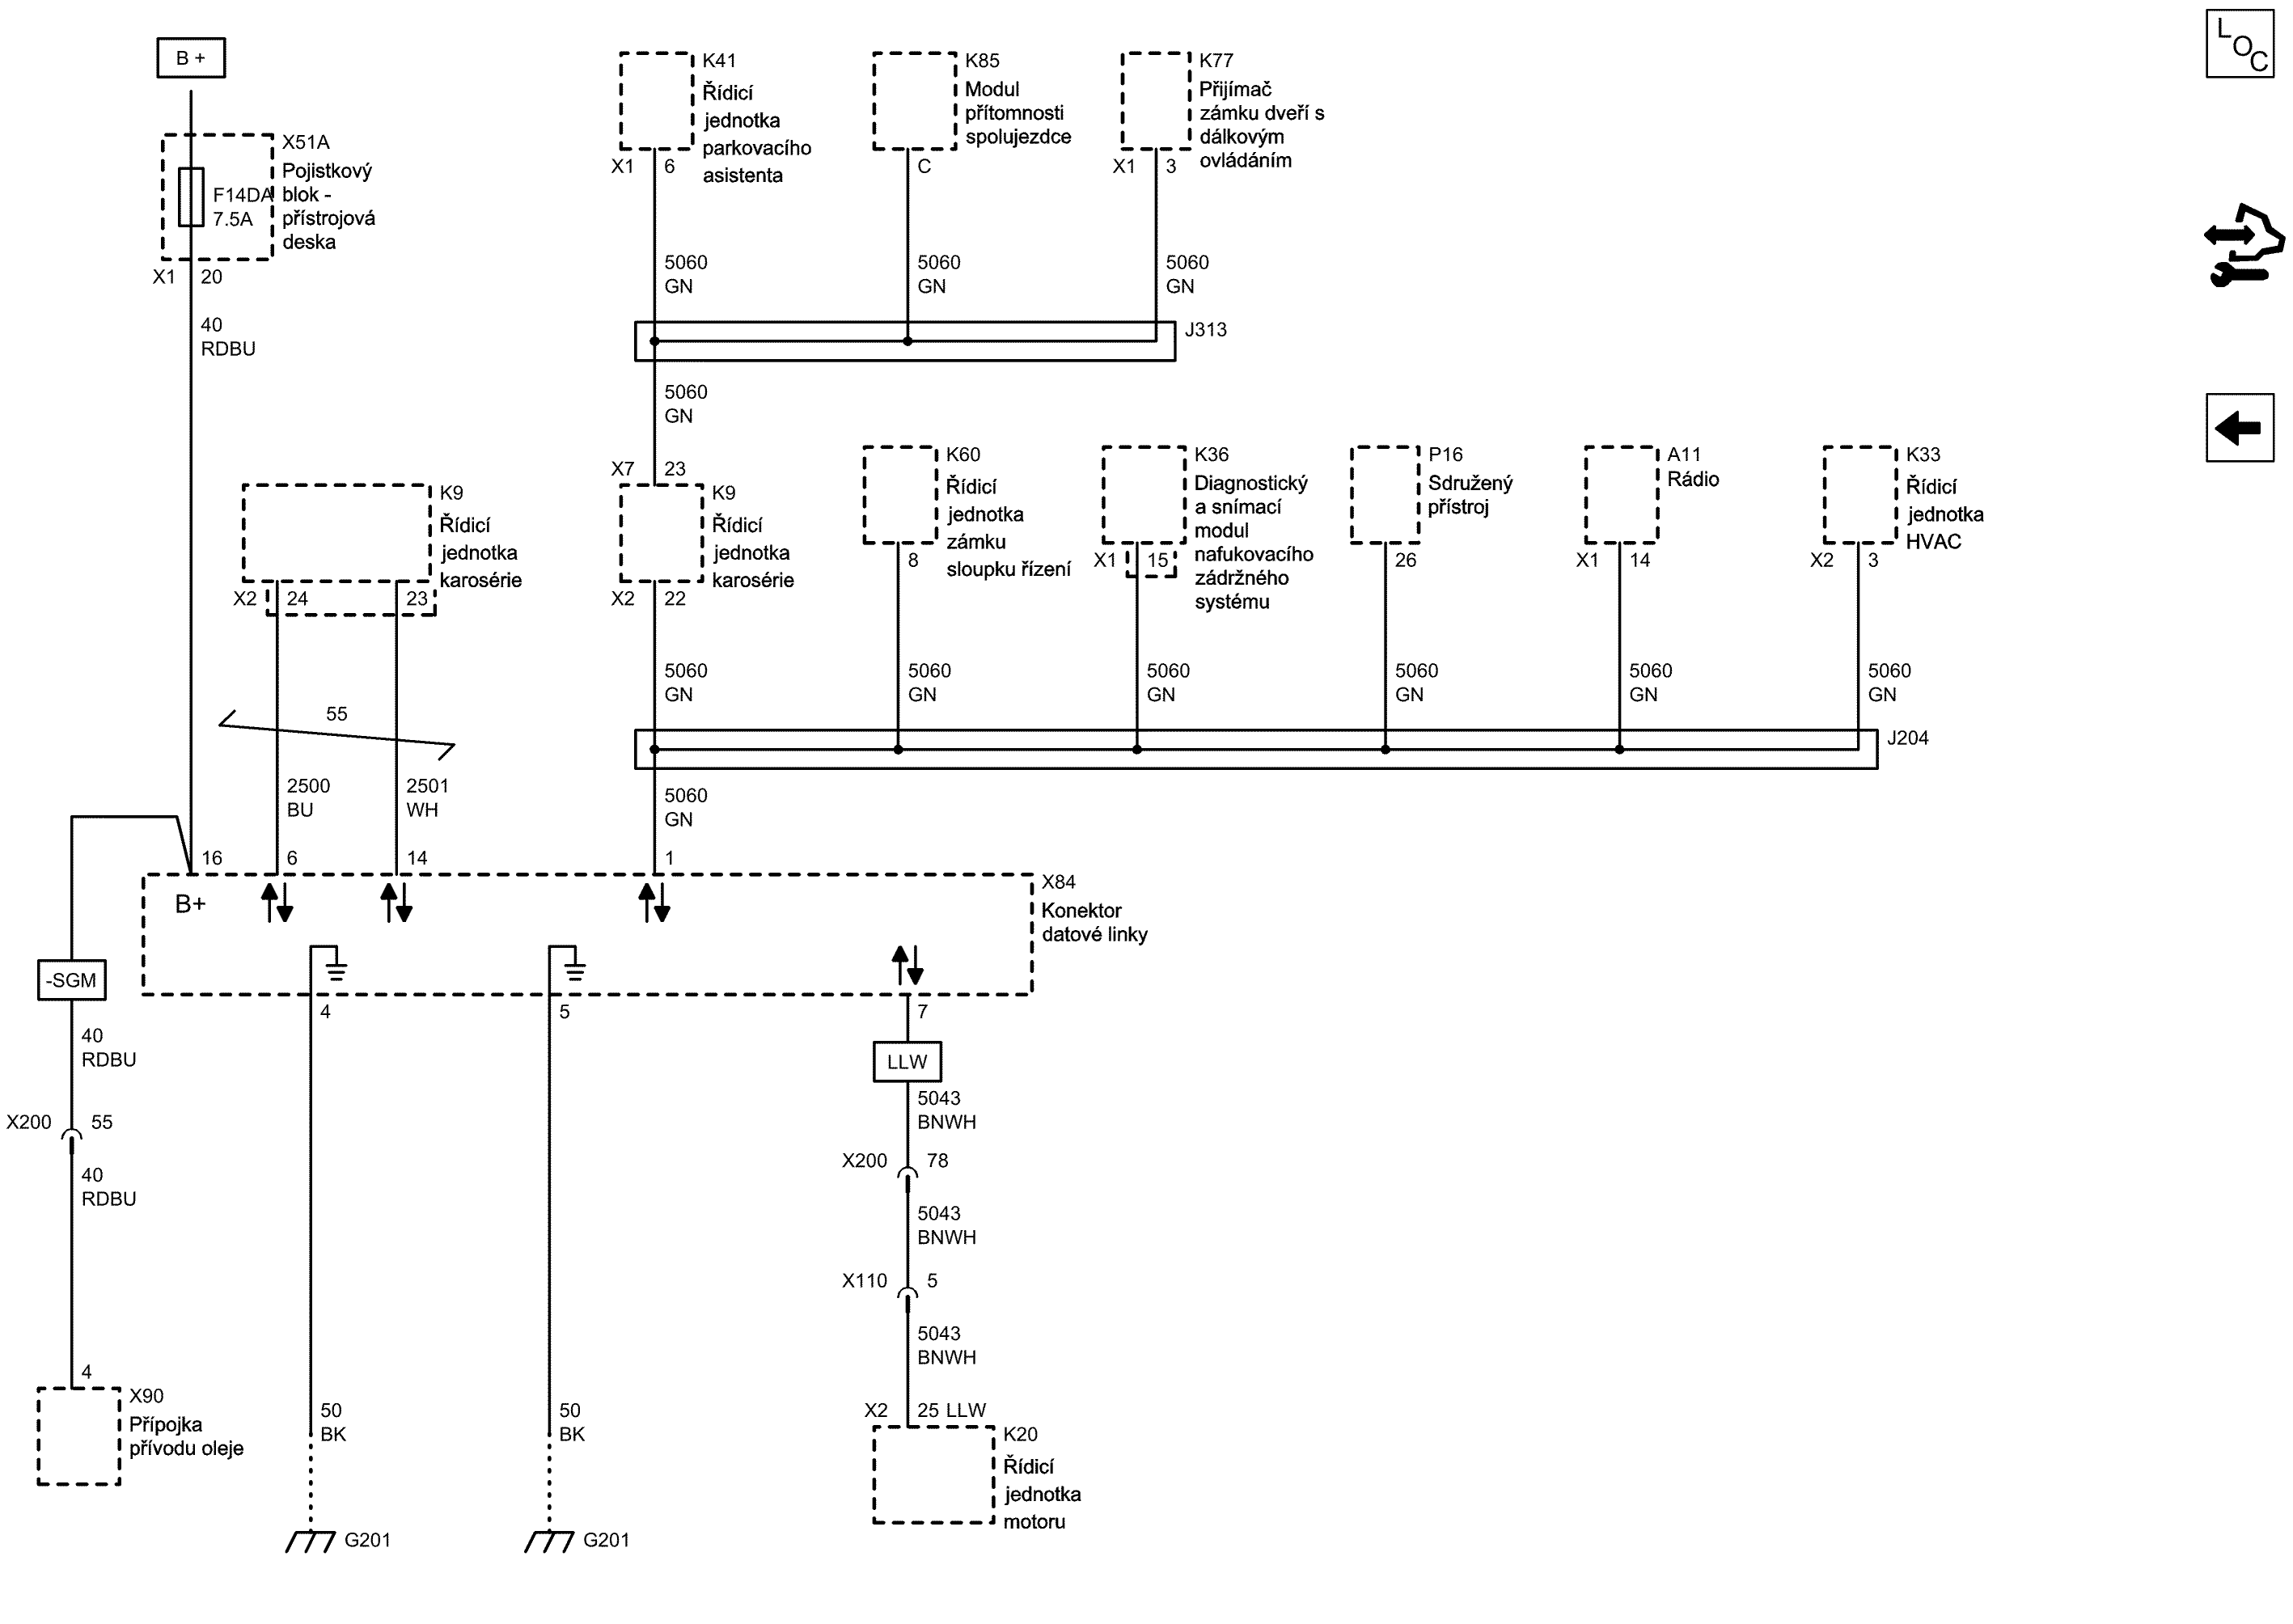 B +
X51A
Pojistkový
blok -
přístrojová
deska
F14DA
7.5A
X1 20
40
RDBU
K41
Řídicí
jednotka
parkovacího
asistenta
X1 6
K85
Modul
přítomnosti
spolujezdce
C
K77
Přijímač
zámku dveří s
dálkovým
ovládáním
X1 3
5060
GN
5060
GN
5060
GN
J313
5060
GN
K9
Řídicí
jednotka
karosérie
X2 24 23
X7 23
K9
Řídicí
jednotka
karosérie
X2 22
K60
Řídicí
jednotka
zámku
sloupku řízení
8
K36
Diagnostický
a snímací
modul
nafukovacího
zádržného
systému
X1 15
P16
Sdružený
přístroj
26
A11
Rádio
X1 14
K33
Řídicí
jednotka
HVAC
X2 3
5060
GN
5060
GN
5060
GN
5060
GN
5060
GN
5060
GN
J204
55
2500
BU
2501
WH
5060
GN
16 6 14 1
B+
X84
Konektor
datové linky
-SGM
4 5 7
40
RDBU
X200 55
40
RDBU
4
X90
Přípojka
přívodu oleje
50
BK
G201
50
BK
G201
LLW
5043
BNWH
X200 78
5043
BNWH
X110 5
5043
BNWH
X2 25 LLW
K20
Řídicí
jednotka
motoru
LOC